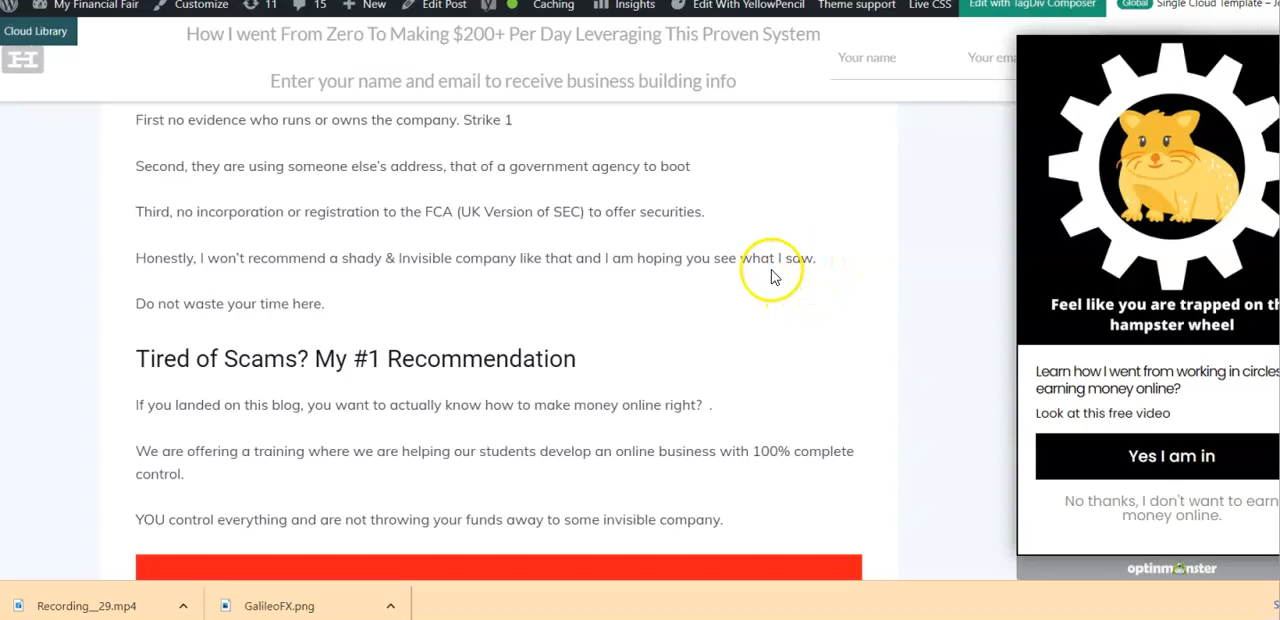 My Financial Fair
Customize
11
15
New
Edit Post
Caching
Insights
Edit With YellowPencil
Theme support
Live CSS
Edit with TagDiv Composer
Global
Single Cloud Template –
Cloud Library
How I went From Zero To Making $200+ Per Day Leveraging This Proven System
Enter your name and email to receive business building info
Your name
Your ema
H
First no evidence who runs or owns the company. Strike 1
Second, they are using someone else's address, that of a government agency to boot
Third, no incorporation or registration to the FCA (UK Version of SEC) to offer securities.
Honestly, I won't recommend a shady & Invisible company like that and I am hoping you see what I saw.
Do not waste your time here.
Tired of Scams? My #1 Recommendation
If you landed on this blog, you want to actually know how to make money online right?  .
We are offering a training where we are helping our students develop an online business with 100% complete
control.
YOU control everything and are not throwing your funds away to some invisible company.
Feel like you are trapped on th
hampster wheel
Learn how I went from working in circles
earning money online?
Look at this free video
Yes I am in
No thanks, I don't want to earn
money online.
optinmonster
Recording__29.mp4
GalileoFX.png
S